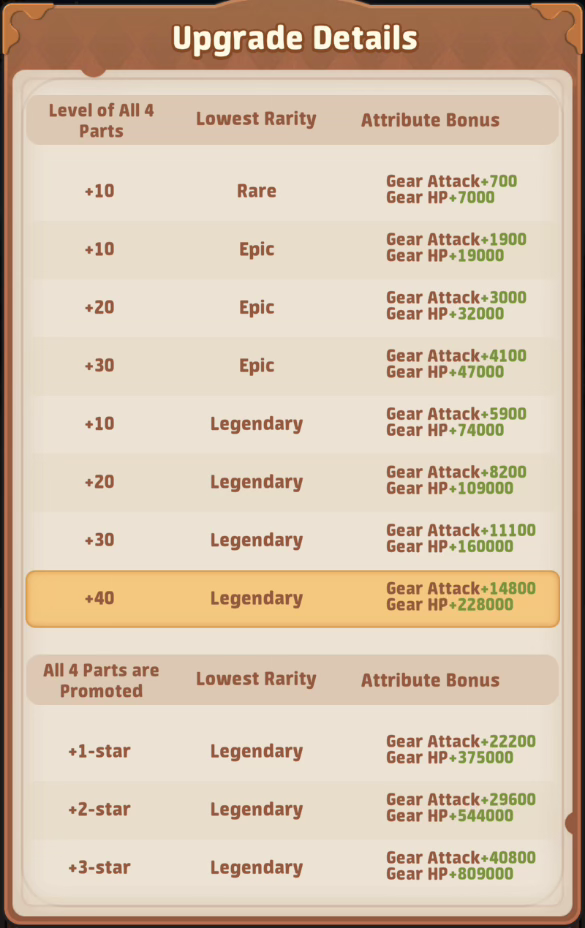 Upgrade Details
Level of All 4
Parts
Lowest Rarity
Attribute Bonus
+10
Rare
Gear Attack+700
Gear HP+7000
+10
Epic
Gear Attack+1900
Gear HP+19000
+20
Epic
Gear Attack+3000
Gear HP+32000
+30
Epic
Gear Attack+4100
Gear HP+47000
+10
Legendary
Gear Attack+5900
Gear HP+74000
+20
Legendary
Gear Attack+8200
Gear HP+109000
+30
Legendary
Gear Attack+11100
Gear HP+160000
+40
Legendary
Gear Attack+14800
Gear HP+228000
All 4 Parts are
Promoted
Lowest Rarity
Attribute Bonus
+1-star
Legendary
Gear Attack+22200
Gear HP+375000
+2-star
Legendary
Gear Attack+29600
Gear HP+544000
+3-star
Legendary
Gear Attack+40800
Gear HP+809000